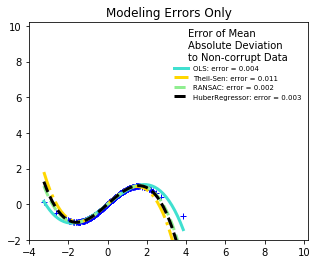 Modeling Errors Only
Error of Mean
Absolute Deviation
to Non-corrupt Data
OLS: error = 0.004
Theil-Sen: error = 0.011
RANSAC: error = 0.002
HuberRegressor: error = 0.003
10
8
6
4
2
0
−2
−4 −2 0 2 4 6 8 10